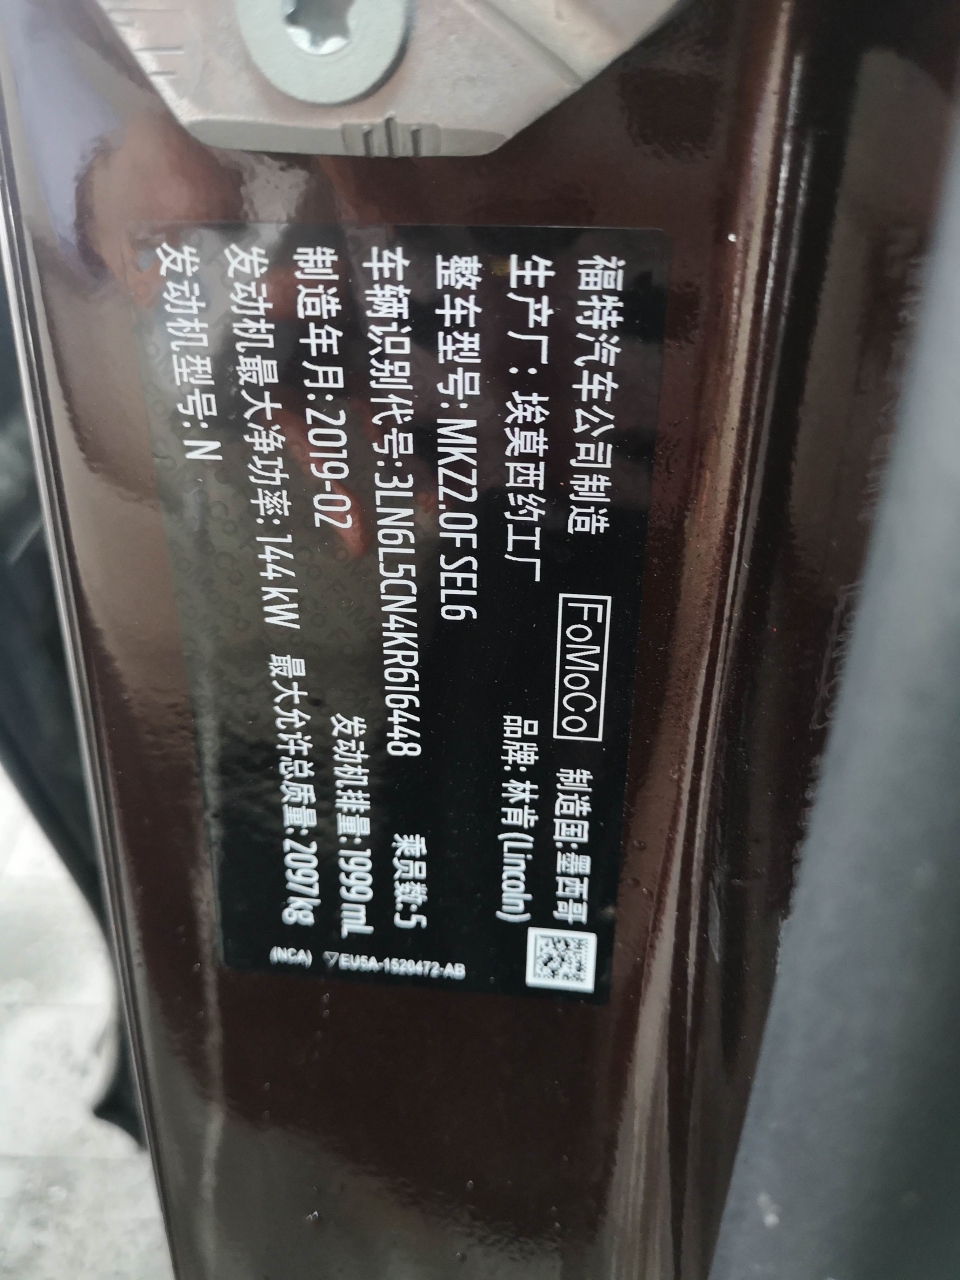 福特汽车公司制造 FoMoCo 制造国:墨西哥
生产厂: 埃莫西约工厂 品牌: 林肯(Lincoln)
整车型号: MKZ2.0F SEL6
车辆识别代号:3LN6L5CN4KR616448 乘员数:5
制造年月: 2019-02 发动机排量: 1999 mL
发动机最大净功率: 144 kW 最大允许总质量: 2097kg
发动机型号: N
(NCA) ▽EU5A-1520472-AB